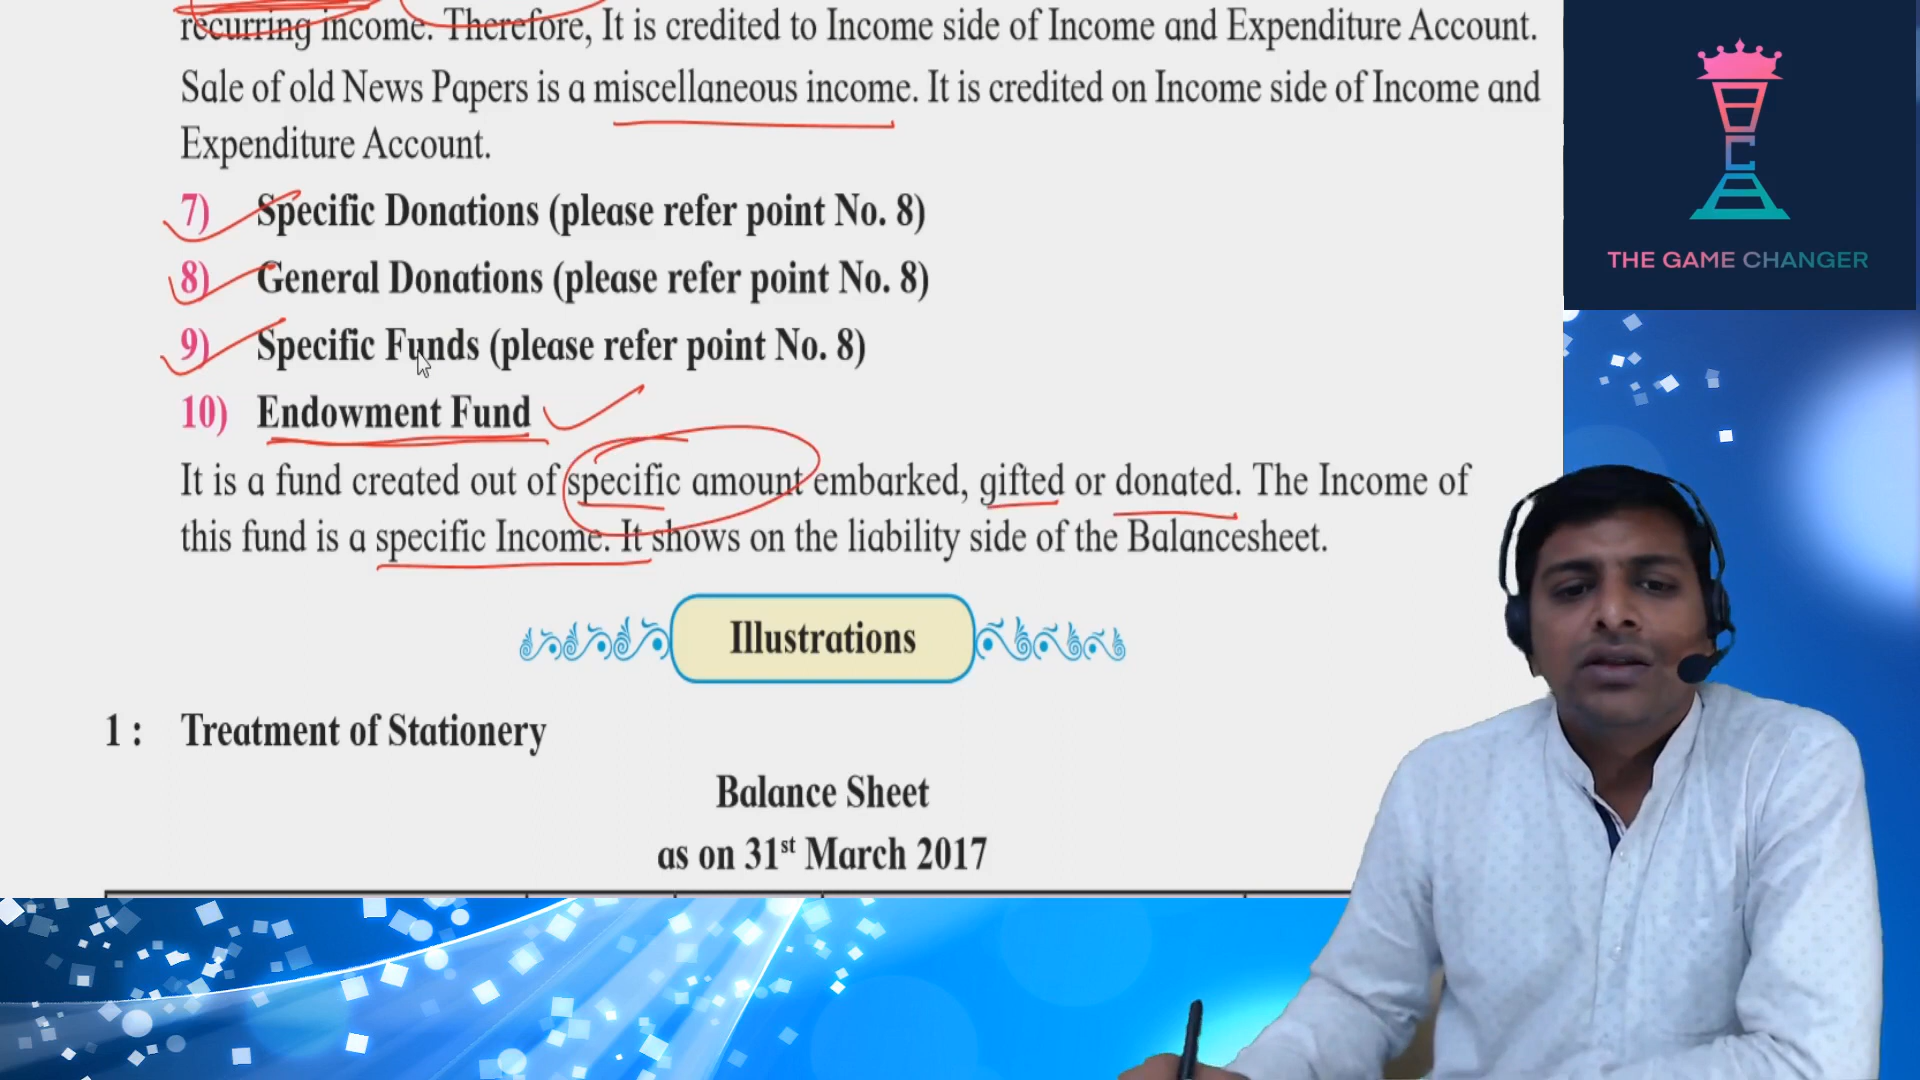 recurring income. Therefore, It is credited to Income side of Income and Expenditure Account.
Sale of old News Papers is a miscellaneous income. It is credited on Income side of Income and
Expenditure Account.
7) Specific Donations (please refer point No. 8)
8) General Donations (please refer point No. 8)
9) Specific Funds (please refer point No. 8)
10) Endowment Fund
It is a fund created out of specific amount embarked, gifted or donated. The Income of
this fund is a specific Income. It shows on the liability side of the Balancesheet.
Illustrations
1 : Treatment of Stationery
Balance Sheet
as on 31st March 2017
THE GAME CHANGER